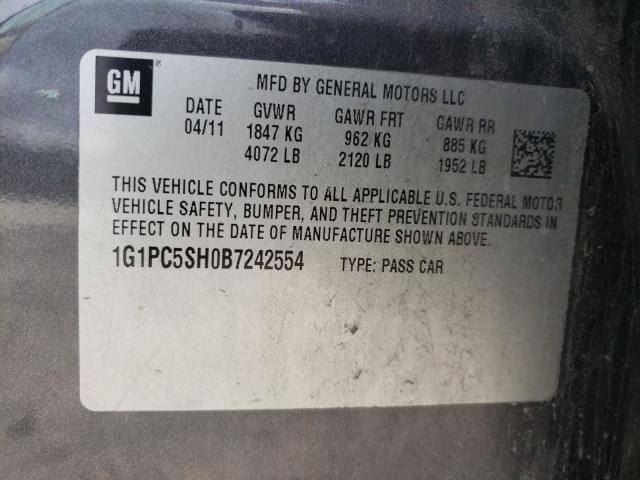 GM ®
MFD BY GENERAL MOTORS LLC
DATE GVWR GAWR FRT GAWR RR
04/11 1847 KG 962 KG 885 KG
4072 LB 2120 LB 1952 LB
THIS VEHICLE CONFORMS TO ALL APPLICABLE U.S. FEDERAL MOTOR
VEHICLE SAFETY, BUMPER, AND THEFT PREVENTION STANDARDS IN
EFFECT ON THE DATE OF MANUFACTURE SHOWN ABOVE.
1G1PC5SH0B7242554 TYPE: PASS CAR